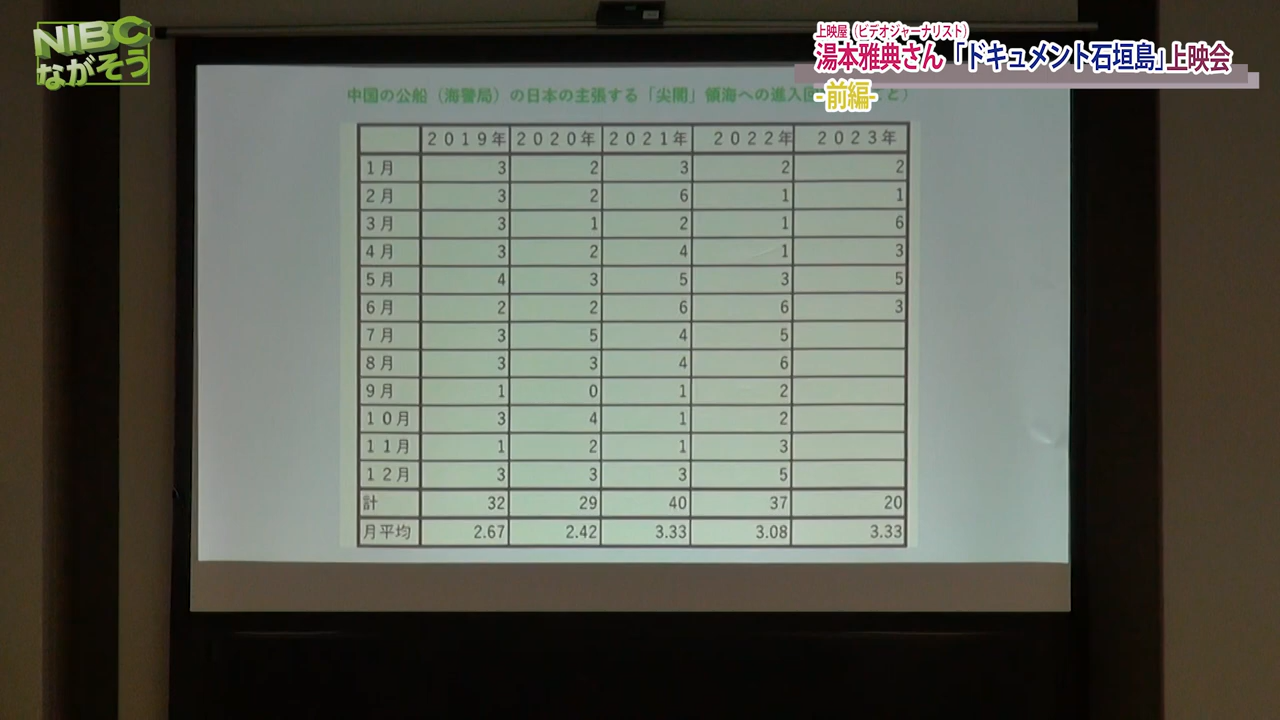 NIBC
ながそう
上映屋(ビデオジャーナリスト)
湯本雅典さん「ドキュメント石垣島」上映会
-前編-
中国の公船（海警局）の日本の主張する「尖閣」領海への進入 と）
２０１９年 ２０２０年 ２０２１年 ２０２２年 ２０２３年
１月 3 2 3 2 2
２月 3 2 6 1 1
３月 3 1 2 1 6
４月 3 2 4 1 3
５月 4 3 5 3 5
６月 2 2 6 6 3
７月 3 5 4 5
８月 3 3 4 6
９月 1 0 1 2
１０月 3 4 1 2
１１月 1 2 1 3
１２月 3 3 3 5
計 32 29 40 37 20
月平均 2.67 2.42 3.33 3.08 3.33